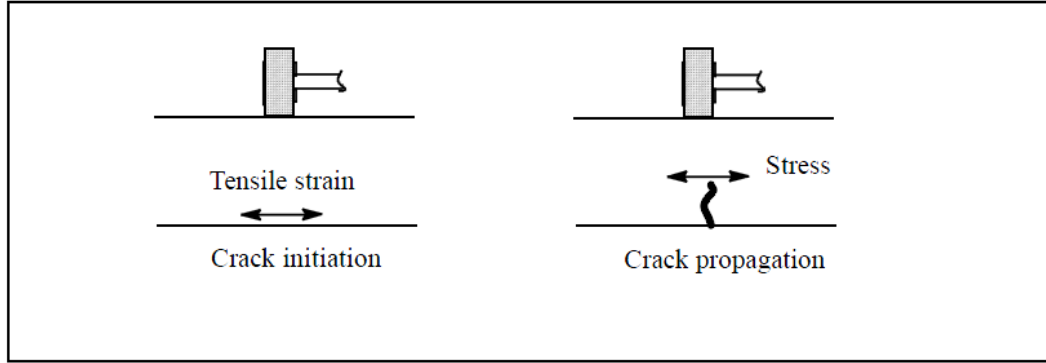 Tensile strain
Crack initiation
Stress
Crack propagation